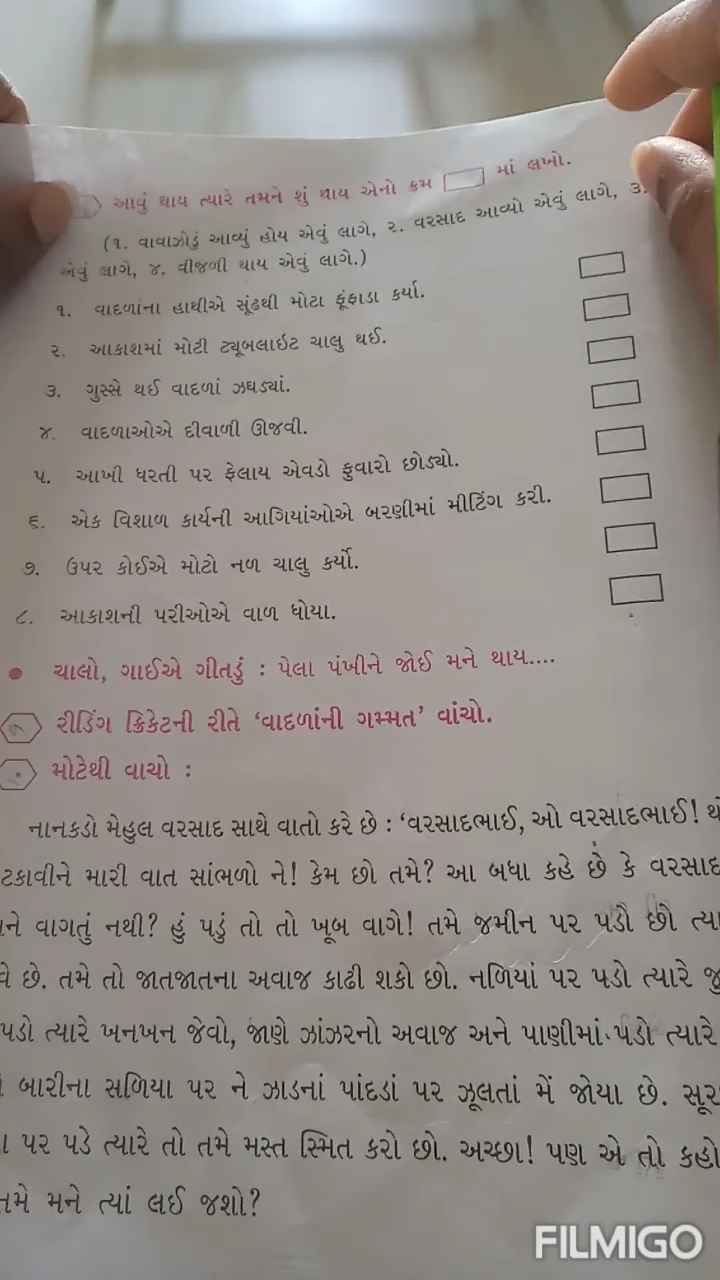 આવું થાય ત્યારે તમને શું થાય એનો ક્રમ માં લખો.
(૧. વાવાઝોડું આવ્યું હોય એવું લાગે, ૨. વરસાદ આવ્યો એવું લાગે, ૩.
એવું લાગે, ૪. વીજળી થાય એવું લાગે.)
૧. વાદળાંના હાથીએ સૂંઢથી મોટા ફૂંફાડા કર્યા.
૨. આકાશમાં મોટી ટ્યૂબલાઇટ ચાલુ થઈ.
૩. ગુસ્સે થઈ વાદળાં ઝઘડ્યાં.
૪. વાદળાઓએ દીવાળી ઊજવી.
૫. આખી ધરતી પર ફેલાય એવડો ફુવારો છોડ્યો.
૬. એક વિશાળ કાર્યની આગિયાંઓએ બરણીમાં મીટિંગ કરી.
૭. ઉપર કોઈએ મોટો નળ ચાલુ કર્યો.
૮. આકાશની પરીઓએ વાળ ધોયા.
• ચાલો, ગાઈએ ગીતડું : પેલા પંખીને જોઈ મને થાય....
રીડિંગ ક્રિકેટની રીતે ‘વાદળાંની ગમ્મત’ વાંચો.
મોટેથી વાચો :
નાનકડો મેહુલ વરસાદ સાથે વાતો કરે છે : ‘વરસાદભાઈ, ઓ વરસાદભાઈ!
ટકાવીને મારી વાત સાંભળો ને! કેમ છો તમે? આ બધા કહે છે કે વરસાદ
ને વાગતું નથી? હું પડું તો તો ખૂબ વાગે! તમે જમીન પર પડો છો ત્યા
વે છે. તમે તો જાતજાતના અવાજ કાઢી શકો છો. નળિયાં પર પડો ત્યારે જુ
પડો ત્યારે ખનખન જેવો, જાણે ઝાંઝરનો અવાજ અને પાણીમાં પડો ત્યારે
બારીના સળિયા પર ને ઝાડનાં પાંદડાં પર ઝૂલતાં મેં જોયા છે. સૂર
પર પડે ત્યારે તો તમે મસ્ત સ્મિત કરો છો. અચ્છા! પણ એ તો કહો
તમે મને ત્યાં લઈ જશો?
FILMIGO